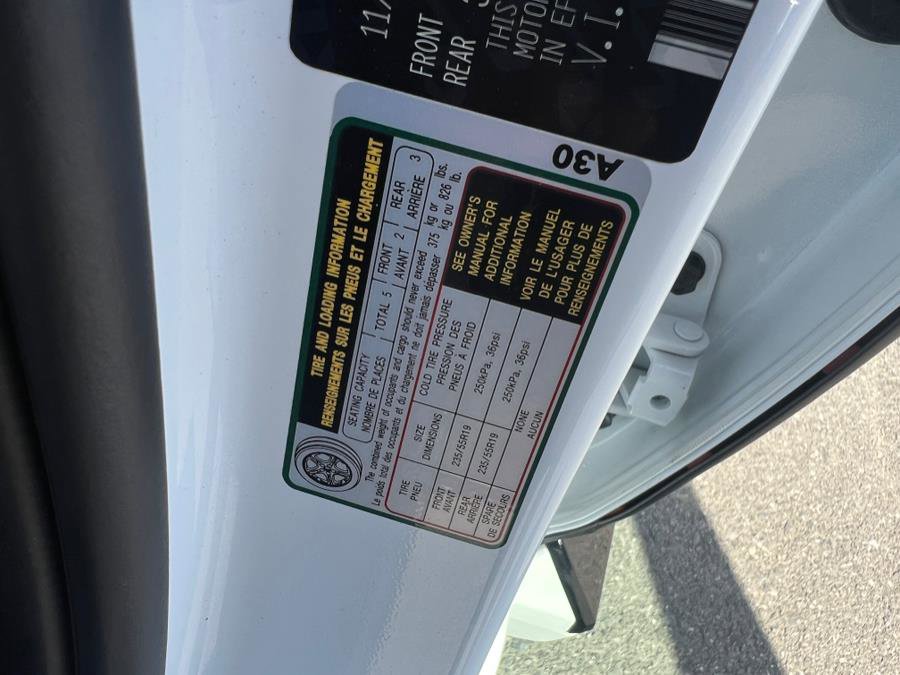 11/
FRONT
REAR
THIS
MOTOR
IN EF
V.I.
A30
TIRE AND LOADING INFORMATION
RENSEIGNEMENTS SUR LES PNEUS ET LE CHARGEMENT
SEATING CAPACITY
NOMBRE DE PLACES
TOTAL 5
FRONT
AVANT 2
REAR
ARRIÈRE 3
The combined weight of occupants and cargo should never exceed 375 kg or 826 lbs.
Le poids total des occupants et du chargement ne doit jamais dépasser 375 kg ou 826 lb.
TIRE
PNEU
SIZE
DIMENSIONS
COLD TIRE PRESSURE
PRESSION DES
PNEUS A FROID
FRONT
AVANT
235/55R19
250kPa, 36psi
REAR
ARRIÈRE
235/55R19
250kPa, 36psi
SPARE
DE SECOURS
NONE
AUCUN
SEE OWNER'S
MANUAL FOR
ADDITIONAL
INFORMATION
VOIR LE MANUEL
DE L'USAGER
POUR PLUS DE
RENSEIGNEMENTS